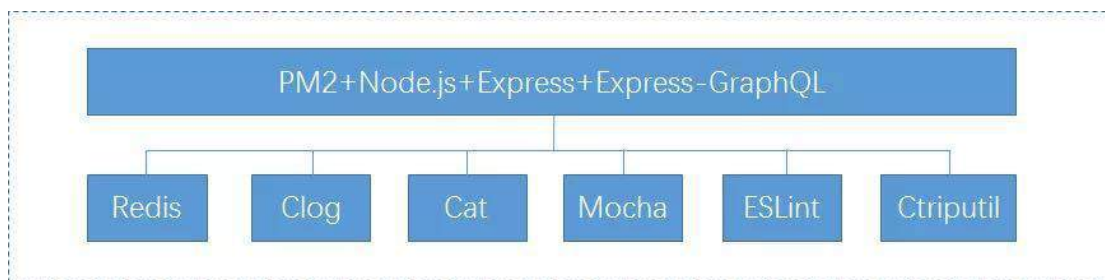 PM2+Node.js+Express+Express-GraphQL
Redis Clog Cat Mocha ESLint Ctriputil